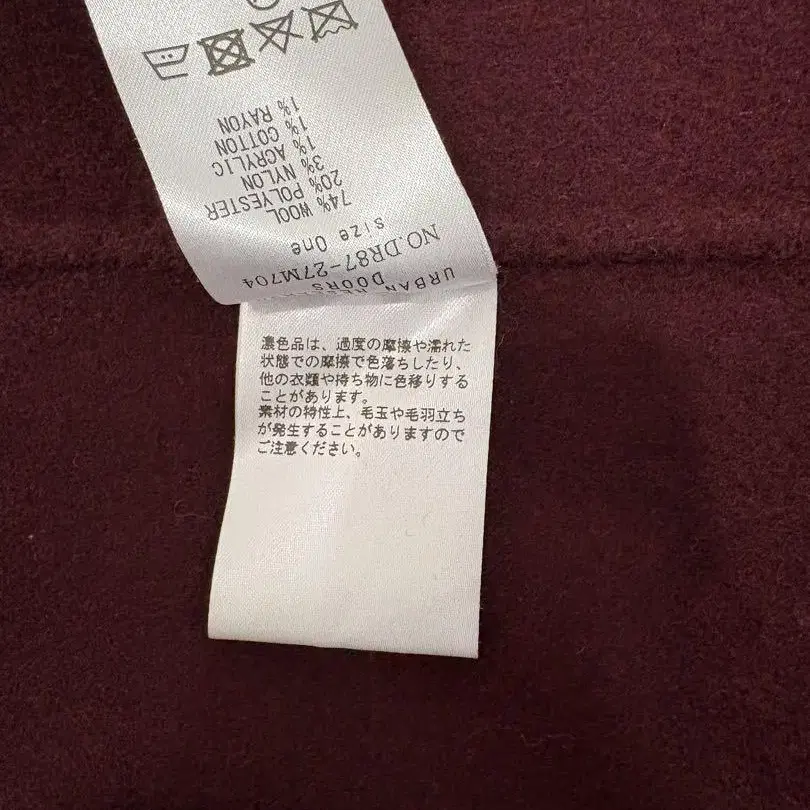 URBAN RESEARCH
DOORS
NO.DR87-27M704
Size One
74% WOOL
20% POLYESTER
3% NYLON
1% ACRYLIC
1% COTTON
1% RAYON
濃色品は、過度の摩擦や濡れた
状態での摩擦で色落ちしたり、
他の衣類や持ち物に色移りする
ことがあります。
素材の特性上、毛玉や毛羽立ち
が発生することがありますので
ご注意ください。